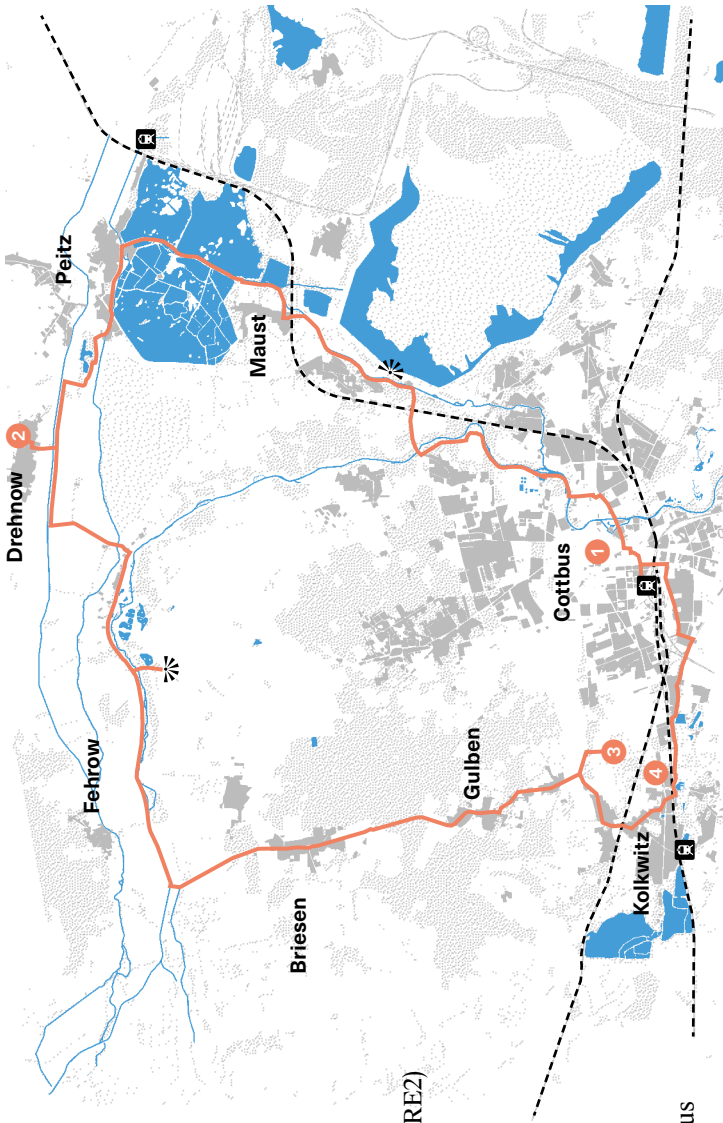 Peitz
Drehnow
2
Maust
Fehrow
Cottbus
1
Gulben
3
4
Briesen
Kolkwitz
RE2)
us